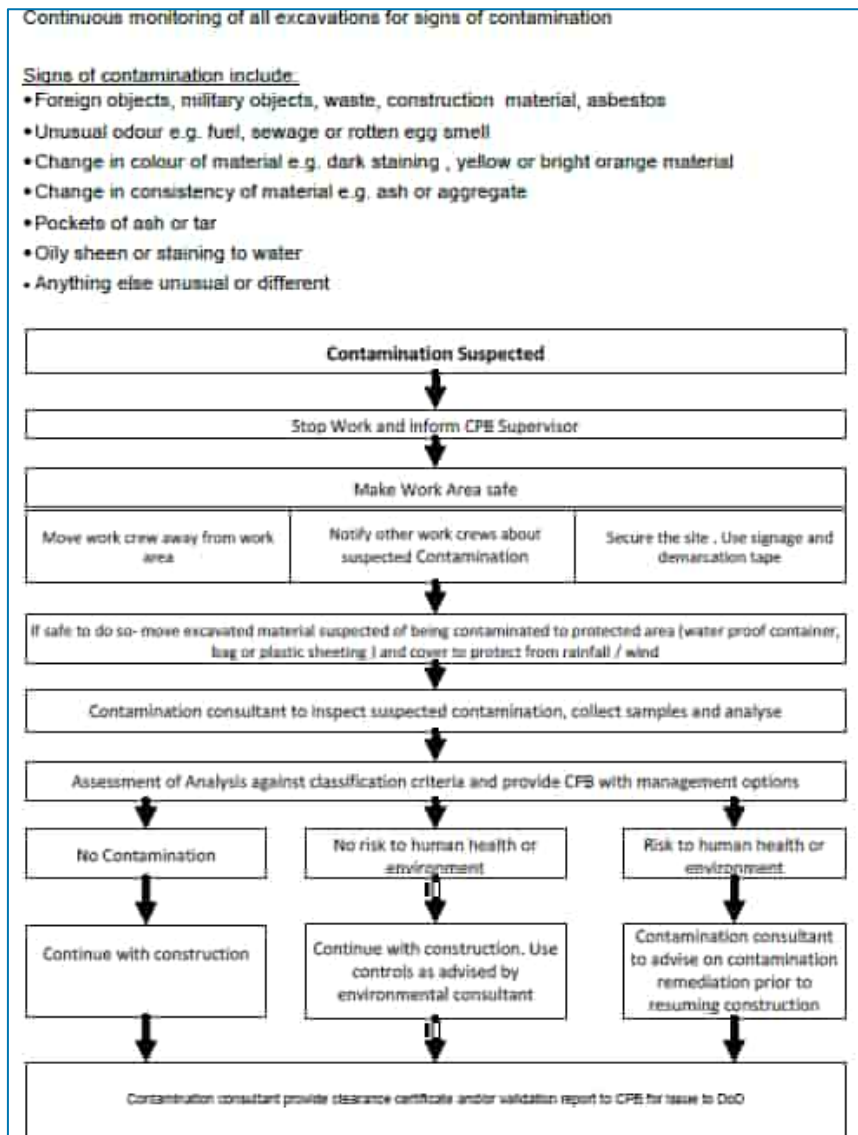 Continuous monitoring of all excavations for signs of contamination
Signs of contamination include:
•Foreign objects, military objects, waste, construction material, asbestos
•Unusual odour e.g. fuel, sewage or rotten egg smell
•Change in colour of material e.g. dark staining , yellow or bright orange material
•Change in consistency of material e.g. ash or aggregate
•Pockets of ash or tar
•Oily sheen or staining to water
•Anything else unusual or different
Contamination Suspected
Stop Work and inform CPB Supervisor
Make Work Area safe
Move work crew away from work
area
Notify other work crews about
suspected Contamination
Secure the site . Use signage and
demarcation tape
If safe to do so- move excavated material suspected of being contaminated to protected area (water proof container,
bag or plastic sheeting ) and cover to protect from rainfall / wind
Contamination consultant to inspect suspected contamination, collect samples and analyse
Assessment of Analysis against classification criteria and provide CPB with management options
No Contamination
No risk to human health or
environment
Risk to human health or
environment
Continue with construction
Continue with construction. Use
controls as advised by
environmental consultant
Contamination consultant
to advise on contamination
remediation prior to
resuming construction
Contamination consultant provide clearance certificate and/or validation report to CPB for issue to DoD